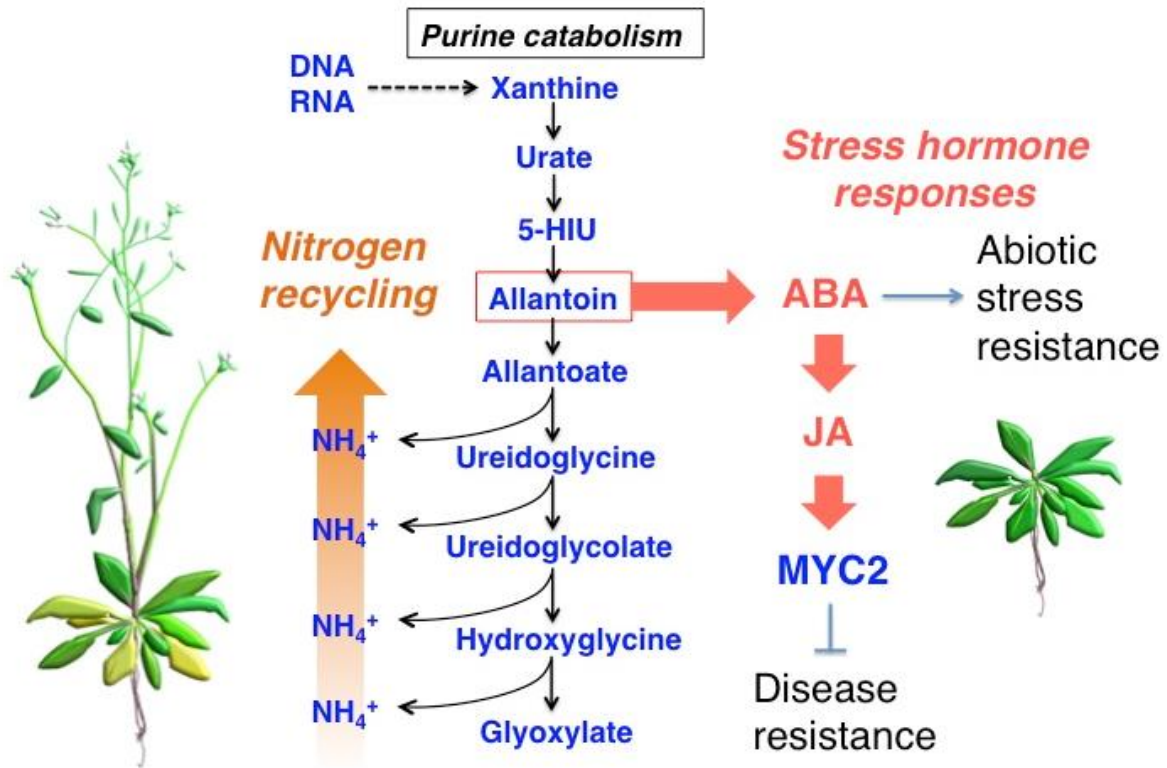 Purine catabolism
DNA
RNA
Xanthine
Urate
5-HIU
Allantoin
Allantoate
Ureidoglycine
Ureidoglycolate
Hydroxyglycine
Glyoxylate
Nitrogen
recycling
NH₄⁺
NH₄⁺
NH₄⁺
NH₄⁺
Stress hormone
responses
ABA
Abiotic
stress
resistance
JA
MYC2
Disease
resistance